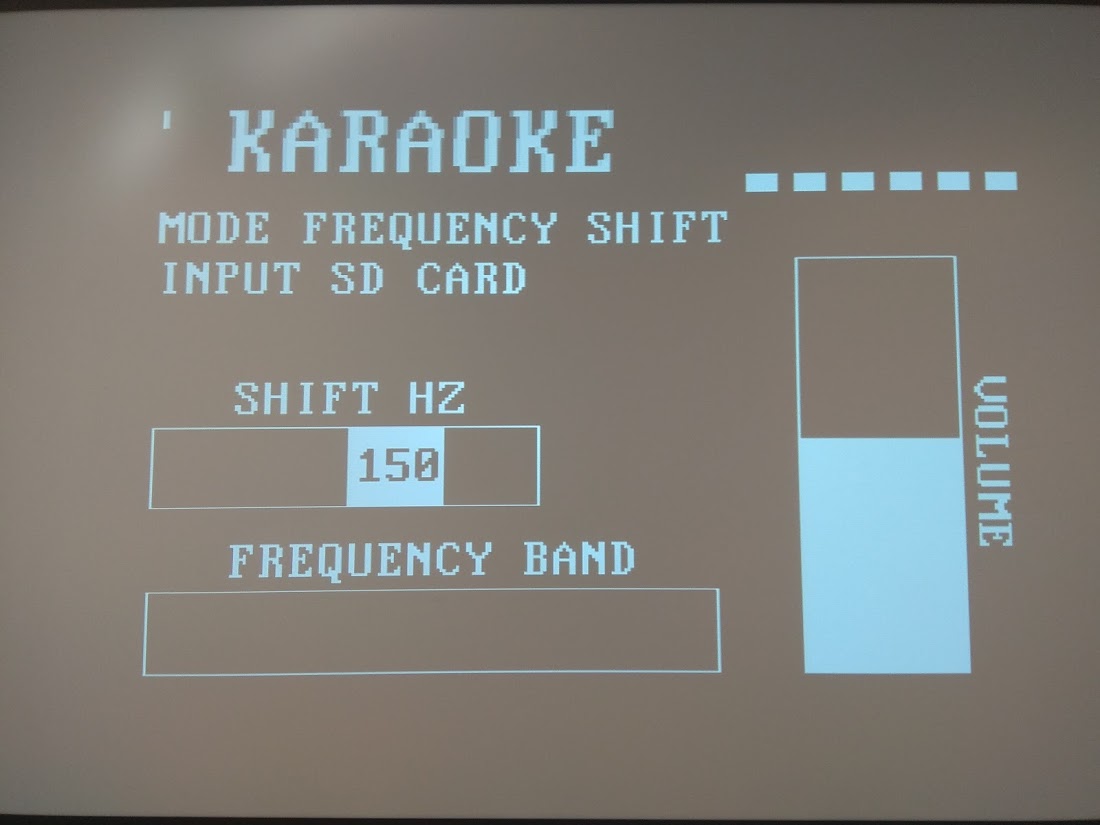 ' KARAOKE
MODE FREQUENCY SHIFT
INPUT SD CARD
SHIFT HZ
150
FREQUENCY BAND
VOLUME